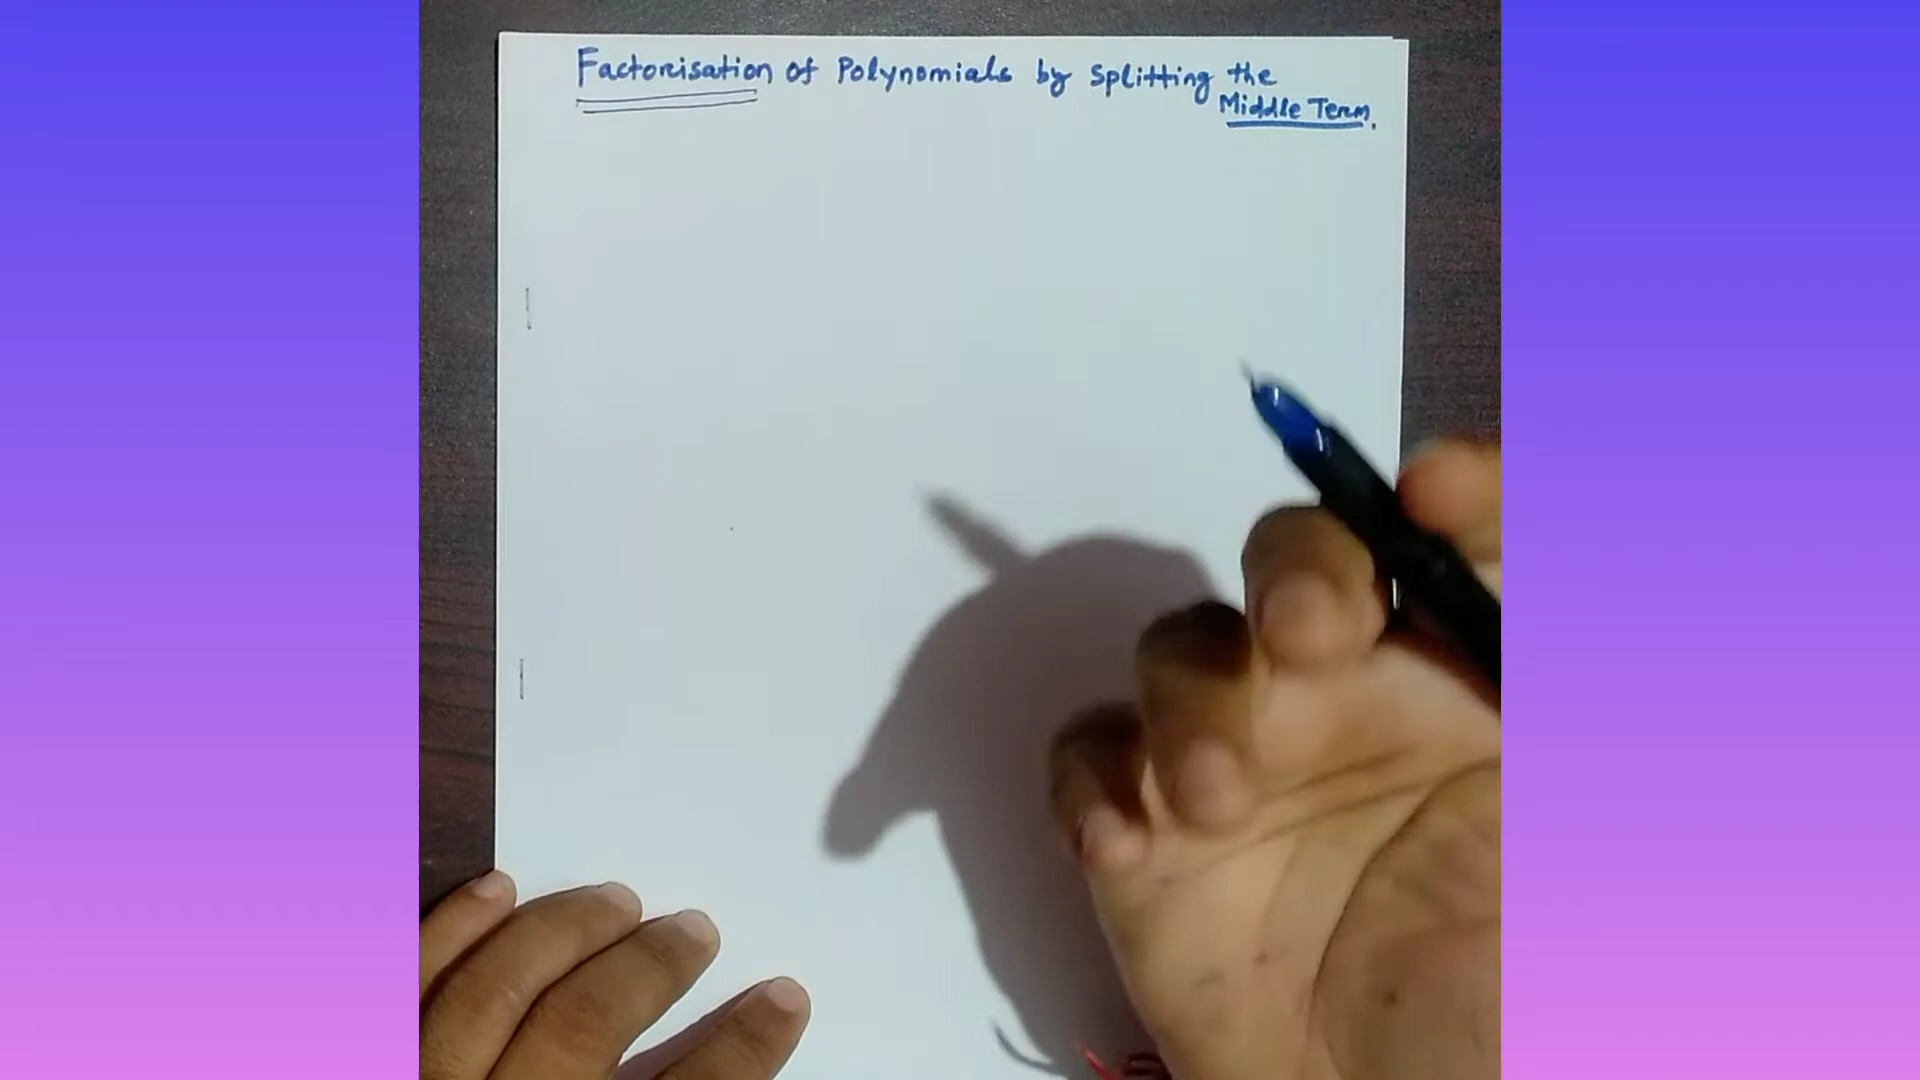 Factorisation of Polynomials by splitting the
Middle Term.